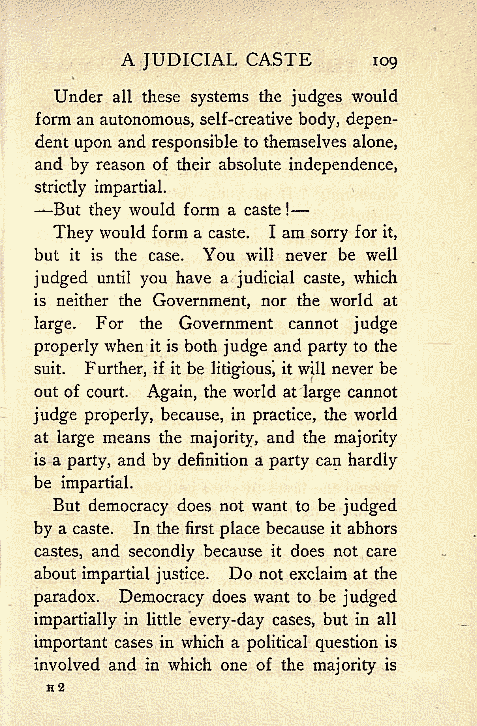 A JUDICIAL CASTE 109
Under all these systems the judges would
form an autonomous, self-creative body, depen-
dent upon and responsible to themselves alone,
and by reason of their absolute independence,
strictly impartial.
—But they would form a caste!—
They would form a caste. I am sorry for it,
but it is the case. You will never be well
judged until you have a judicial caste, which
is neither the Government, nor the world at
large. For the Government cannot judge
properly when it is both judge and party to the
suit. Further, if it be litigious, it will never be
out of court. Again, the world at large cannot
judge properly, because, in practice, the world
at large means the majority, and the majority
is a party, and by definition a party can hardly
be impartial.
But democracy does not want to be judged
by a caste. In the first place because it abhors
castes, and secondly because it does not care
about impartial justice. Do not exclaim at the
paradox. Democracy does want to be judged
impartially in little every-day cases, but in all
important cases in which a political question is
involved and in which one of the majority is
H 2